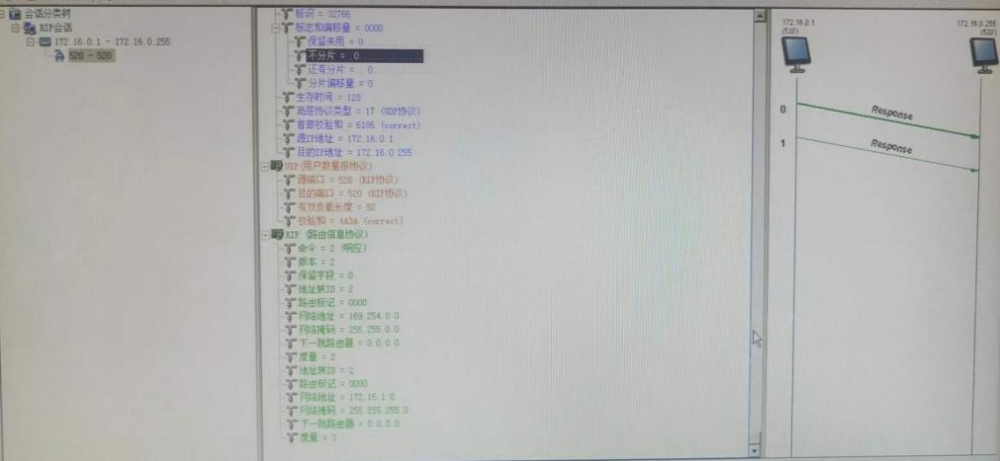 会话分类树
RIP会话
172.16.0.1 - 172.16.0.255
520 - 520
标识 = 32766
标志和偏移量 = 0000
保留未用 = 0
不分片 = 0
还有分片 = 0
分片偏移量 = 0
生存时间 = 128
高层协议类型 = 17 (UDP协议)
首部校验和 = 6186 (correct)
源IP地址 = 172.16.0.1
目的IP地址 = 172.16.0.255
UDP(用户数据报协议)
源端口 = 520 (RIP协议)
目的端口 = 520 (RIP协议)
有效负载长度 = 52
校验和 = 4A3A (correct)
RIP (路由信息协议)
命令 = 2 (响应)
版本 = 2
保留字段 = 0
地址族ID = 2
路由标记 = 0000
网络地址 = 169.254.0.0
网络掩码 = 255.255.0.0
下一跳路由器 = 0.0.0.0
度量 = 2
地址族ID = 2
路由标记 = 0000
网络地址 = 172.16.1.0
网络掩码 = 255.255.255.0
下一跳路由器 = 0.0.0.0
度量 = 3
172.16.0.1
(520)
172.16.0.255
(520)
0
Response
1
Response